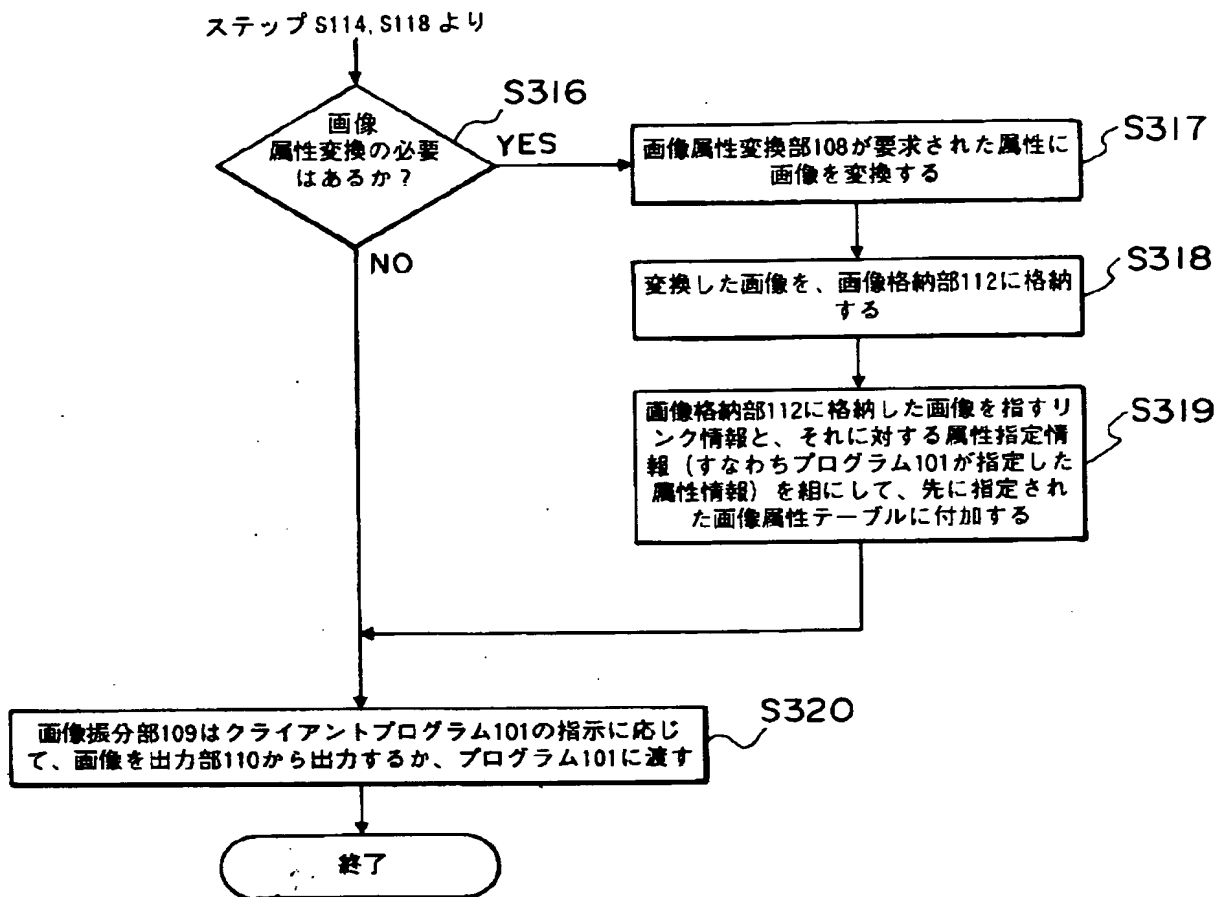 ステップS114,S118より
S316
画像
属性変換の必要
はあるか?
YES
NO
画像属性変換部108が要求された属性に
画像を変換する
S317
変換した画像を、画像格納部112に格納
する
S318
画像格納部112に格納した画像を指すリ
ンク情報と、それに対する属性指定情
報(すなわちプログラム101が指定した
属性情報)を組にして、先に指定され
た画像属性テーブルに付加する
S319
画像振分部109はクライアントプログラム101の指示に応じ
て、画像を出力部110から出力するか、プログラム101に渡す
S320
終了